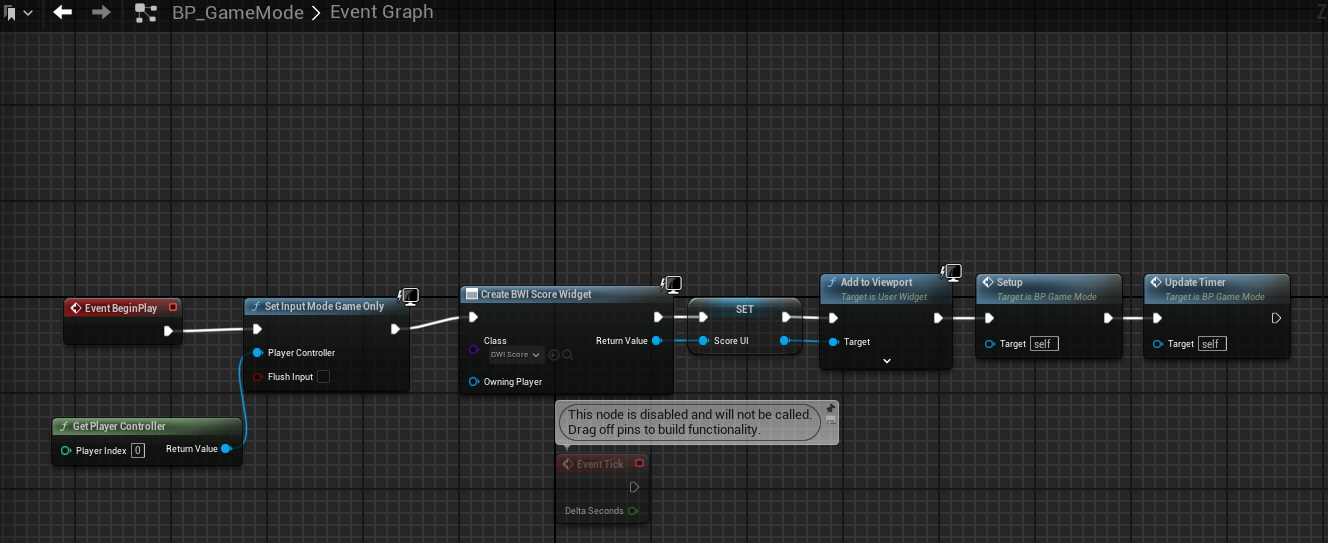 BP_GameMode > Event Graph
Z
Event BeginPlay
Set Input Mode Game Only
Player Controller
Flush Input
Get Player Controller
Player Index 0
Return Value
Create BWI Score Widget
Class
BWI Score
Return Value
Owning Player
SET
Score UI
Add to Viewport
Target is User Widget
Target
Setup
Target is BP Game Mode
Target self
Update Timer
Target is BP Game Mode
Target self
This node is disabled and will not be called.
Drag off pins to build functionality.
Event Tick
Delta Seconds